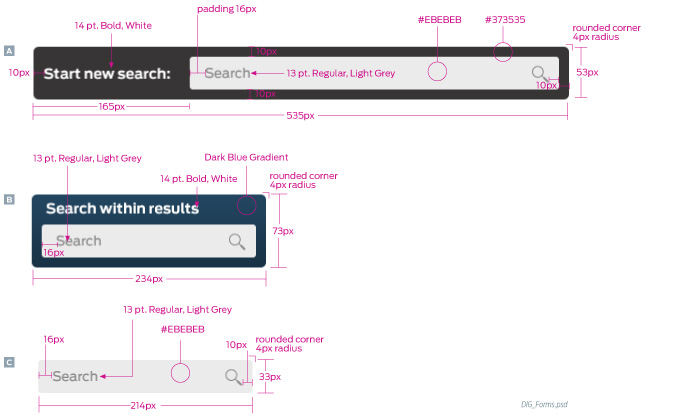 padding 16px
14 pt. Bold, White
#EBEBEB
#373535
rounded corner
4px radius
A
10px
10px
Start new search:
Search
13 pt. Regular, Light Grey
53px
10px
10px
165px
535px
13 pt. Regular, Light Grey
Dark Blue Gradient
14 pt. Bold, White
rounded corner
4px radius
B
Search within results
Search
73px
16px
234px
13 pt. Regular, Light Grey
#EBEBEB
16px
10px
rounded corner
4px radius
C
Search
33px
214px
DIG_Forms.psd